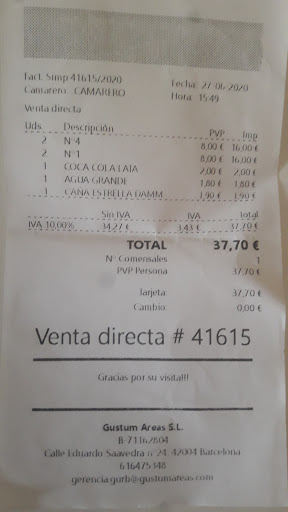 Fact. Simp 41615/2020 Fecha: 27-06-2020
Camarero: CAMARERO Hora: 15:49
Venta directa
Uds. Descripción PVP Imp
2 Nº4 8,00 € 16,00 €
2 Nº1 8,00 € 16,00 €
1 COCA COLA LATA 2,00 € 2,00 €
1 AGUA GRANDE 1,80 € 1,80 €
1 CAÑA ESTRELLA DAMM 1,90 € 1,90 €
Sin IVA IVA Total
IVA 10,00% 34,27 € 3,43 € 37,70 €
TOTAL 37,70 €
Nº Comensales 1
PVP Persona 37,70 €
Tarjeta: 37,70 €
Cambio: 0,00 €
Venta directa # 41615
Gracias por su visita!!!
Gustum Areas S.L.
B-71162804
Calle Eduardo Saavedra nº 24, 42004 Barcelona
616475348
gerencia.gurb@gustumareas.com